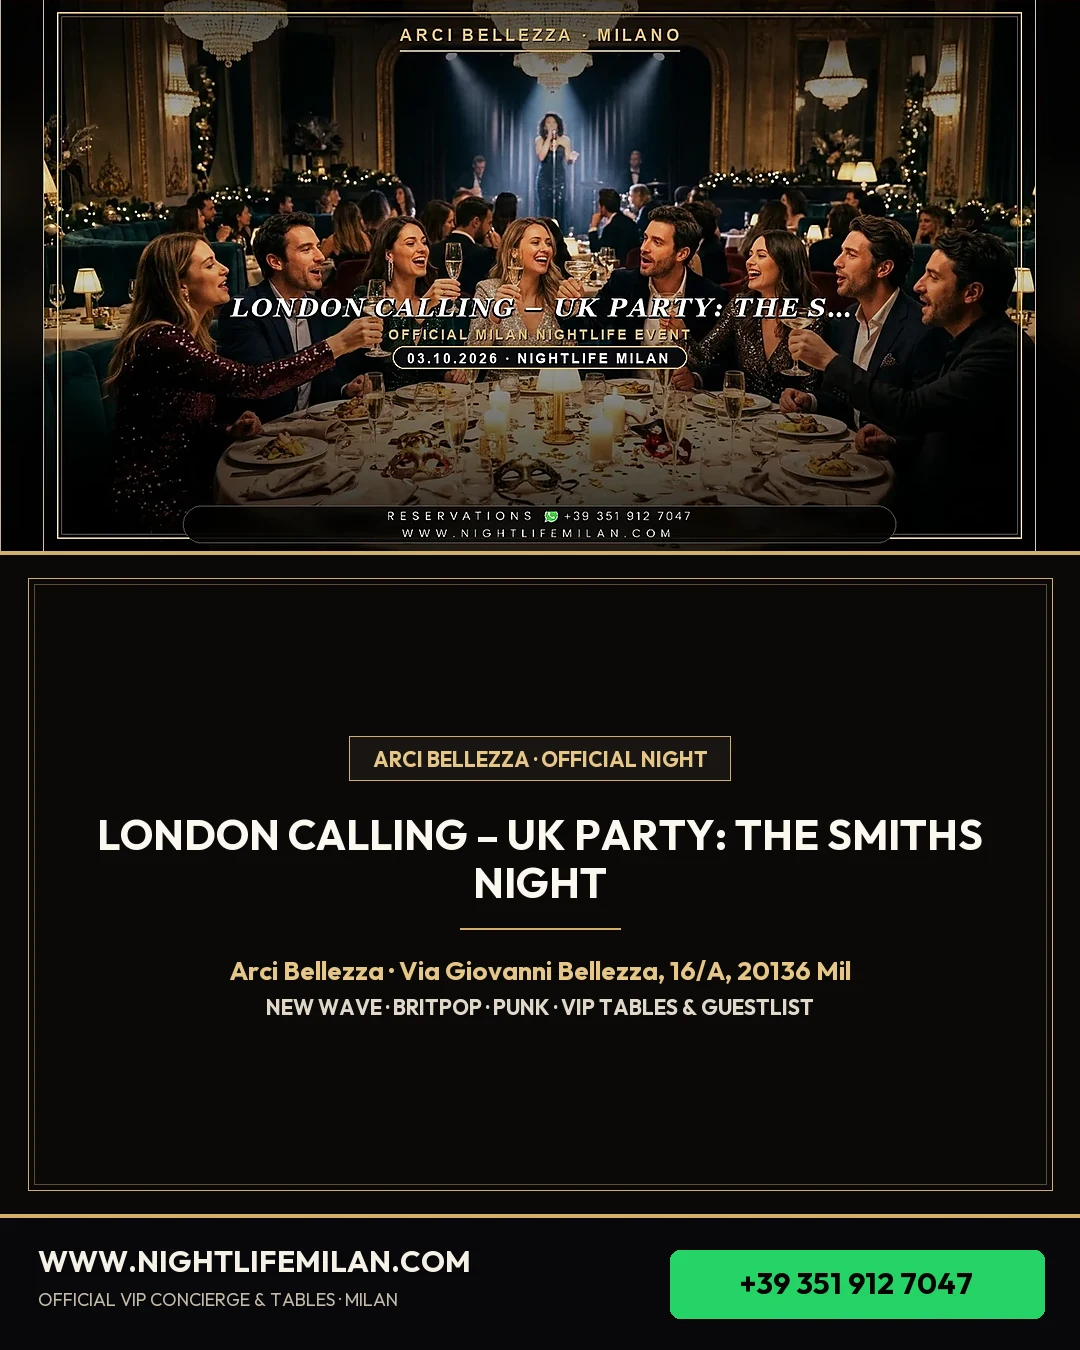 ARCI BELLEZZA · MILANO
LONDON CALLING – UK PARTY: THE S...
OFFICIAL MILAN NIGHTLIFE EVENT
03.10.2026 · NIGHTLIFE MILAN
RESERVATIONS +39 351 912 7047
WWW.NIGHTLIFEMILAN.COM
ARCI BELLEZZA · OFFICIAL NIGHT
LONDON CALLING – UK PARTY: THE SMITHS
NIGHT
Arci Bellezza · Via Giovanni Bellezza, 16/A, 20136 Mil
NEW WAVE · BRITPOP · PUNK · VIP TABLES & GUESTLIST
WWW.NIGHTLIFEMILAN.COM
OFFICIAL VIP CONCIERGE & TABLES · MILAN
+39 351 912 7047